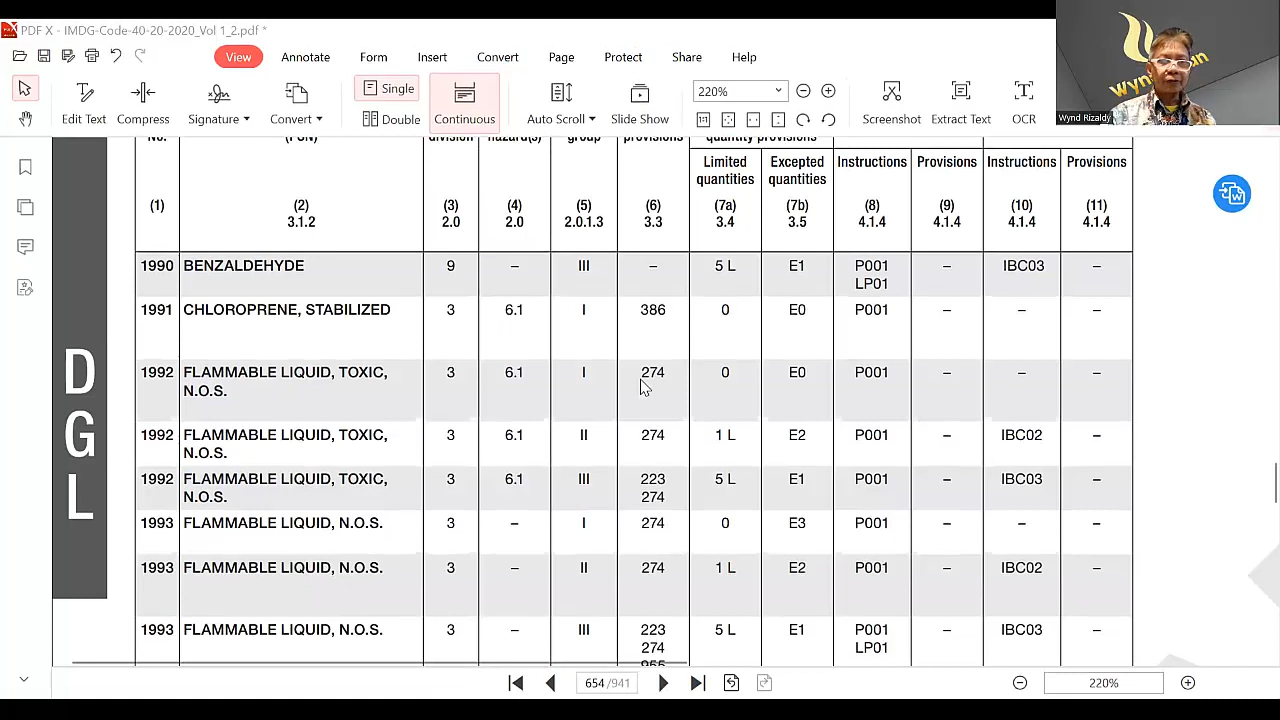 PDF X - IMDG-Code-40-20-2020_Vol 1_2.pdf *
View Annotate Form Insert Convert Page Protect Share Help
Edit Text Compress Signature Convert Single Double Continuous Auto Scroll Slide Show 220% Screenshot Extract Text OCR
Wynd Rizaldy
No. (PSN) division hazard(s) group provisions quantity provisions
Limited quantities Excepted quantities Instructions Provisions Instructions Provisions
(1) (2) (3) (4) (5) (6) (7a) (7b) (8) (9) (10) (11)
3.1.2 2.0 2.0 2.0.1.3 3.3 3.4 3.5 4.1.4 4.1.4 4.1.4 4.1.4
DGL
1990 BENZALDEHYDE 9 – III – 5 L E1 P001 – IBC03 –
LP01
1991 CHLOROPRENE, STABILIZED 3 6.1 I 386 0 E0 P001 – – –
1992 FLAMMABLE LIQUID, TOXIC, 3 6.1 I 274 0 E0 P001 – – –
N.O.S.
1992 FLAMMABLE LIQUID, TOXIC, 3 6.1 II 274 1 L E2 P001 – IBC02 –
N.O.S.
1992 FLAMMABLE LIQUID, TOXIC, 3 6.1 III 223 5 L E1 P001 – IBC03 –
N.O.S. 274
1993 FLAMMABLE LIQUID, N.O.S. 3 – I 274 0 E3 P001 – – –
1993 FLAMMABLE LIQUID, N.O.S. 3 – II 274 1 L E2 P001 – IBC02 –
1993 FLAMMABLE LIQUID, N.O.S. 3 – III 223 5 L E1 P001 – IBC03 –
274 LP01
654 /941 220%